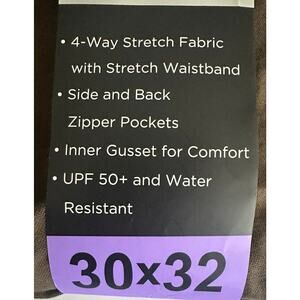 • 4-Way Stretch Fabric
with Stretch Waistband
• Side and Back
Zipper Pockets
• Inner Gusset for Comfort
• UPF 50+ and Water
Resistant
30x32